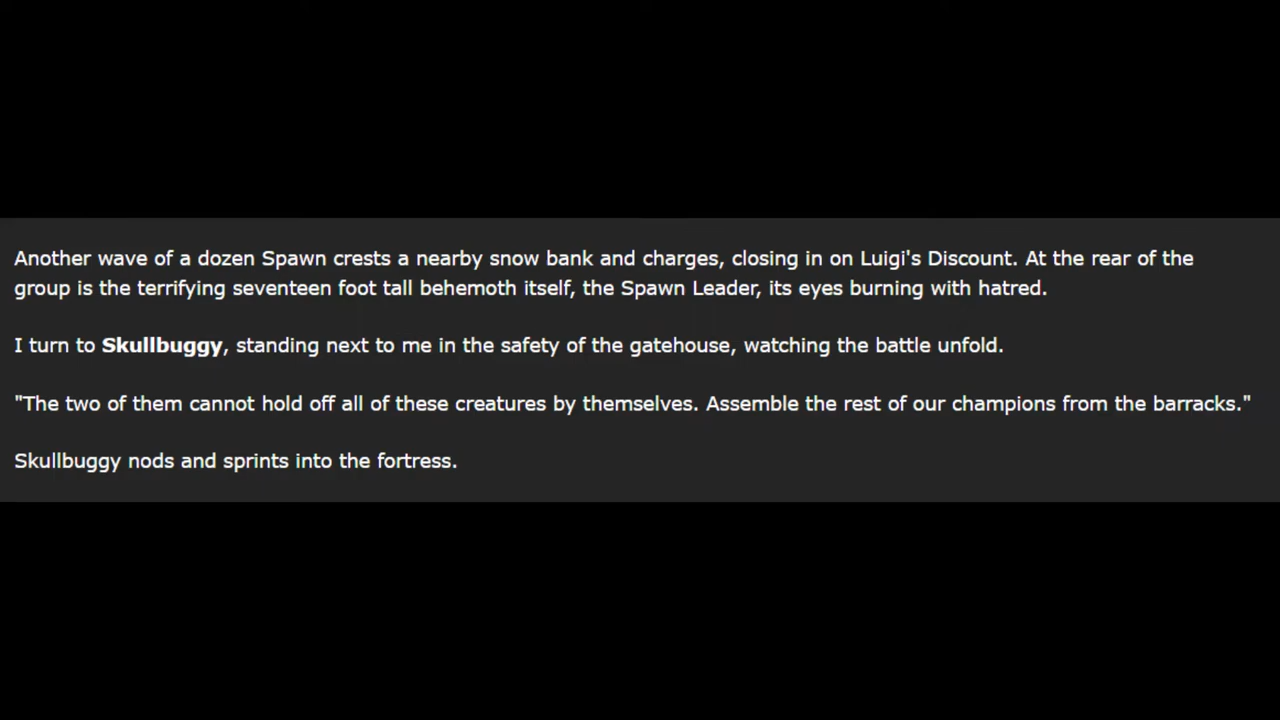 Another wave of a dozen Spawn crests a nearby snow bank and charges, closing in on Luigi's Discount. At the rear of the
group is the terrifying seventeen foot tall behemoth itself, the Spawn Leader, its eyes burning with hatred.
I turn to Skullbuggy, standing next to me in the safety of the gatehouse, watching the battle unfold.
"The two of them cannot hold off all of these creatures by themselves. Assemble the rest of our champions from the barracks."
Skullbuggy nods and sprints into the fortress.